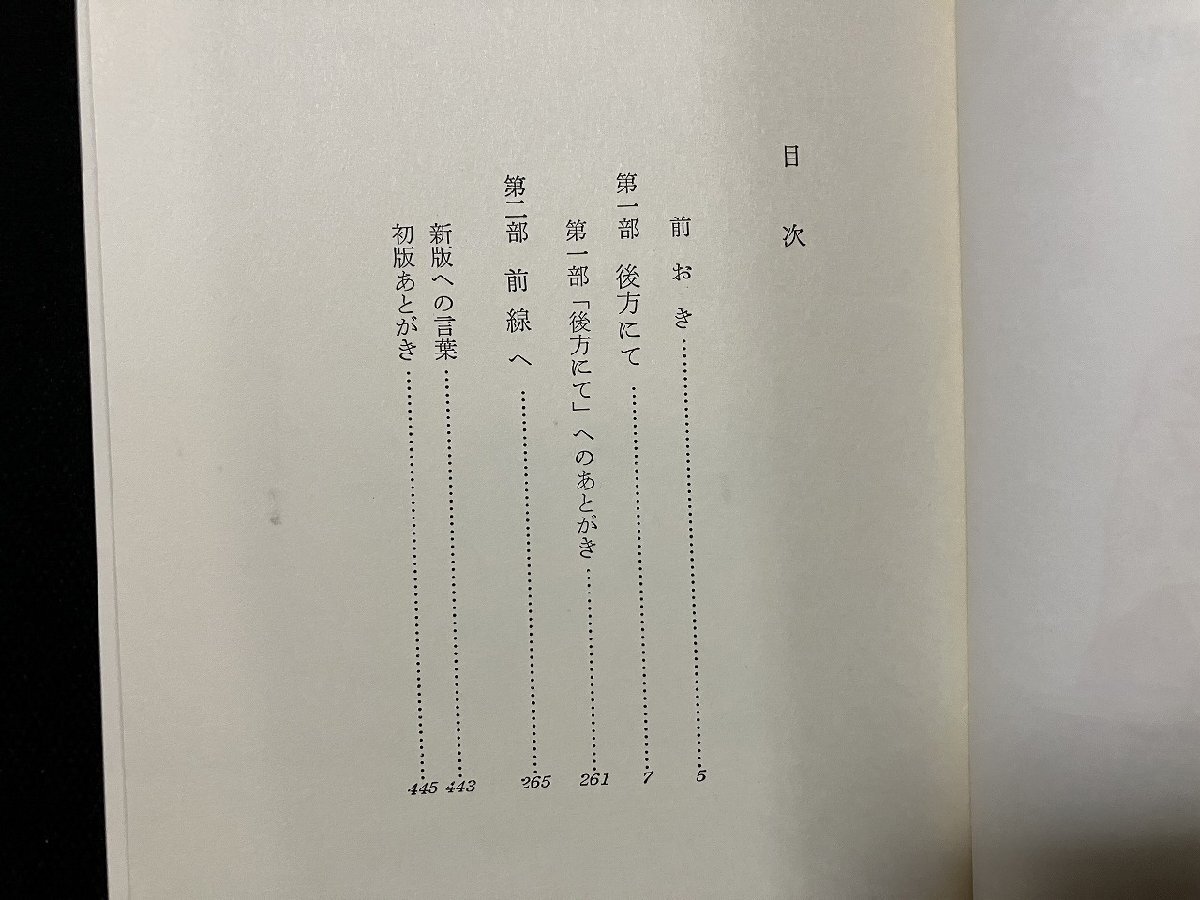 目次
前おき……5
第一部 後方にて……7
第一部「後方にて」へのあとがき……261
第二部 前線へ……265
新版への言葉……443
初版あとがき……445